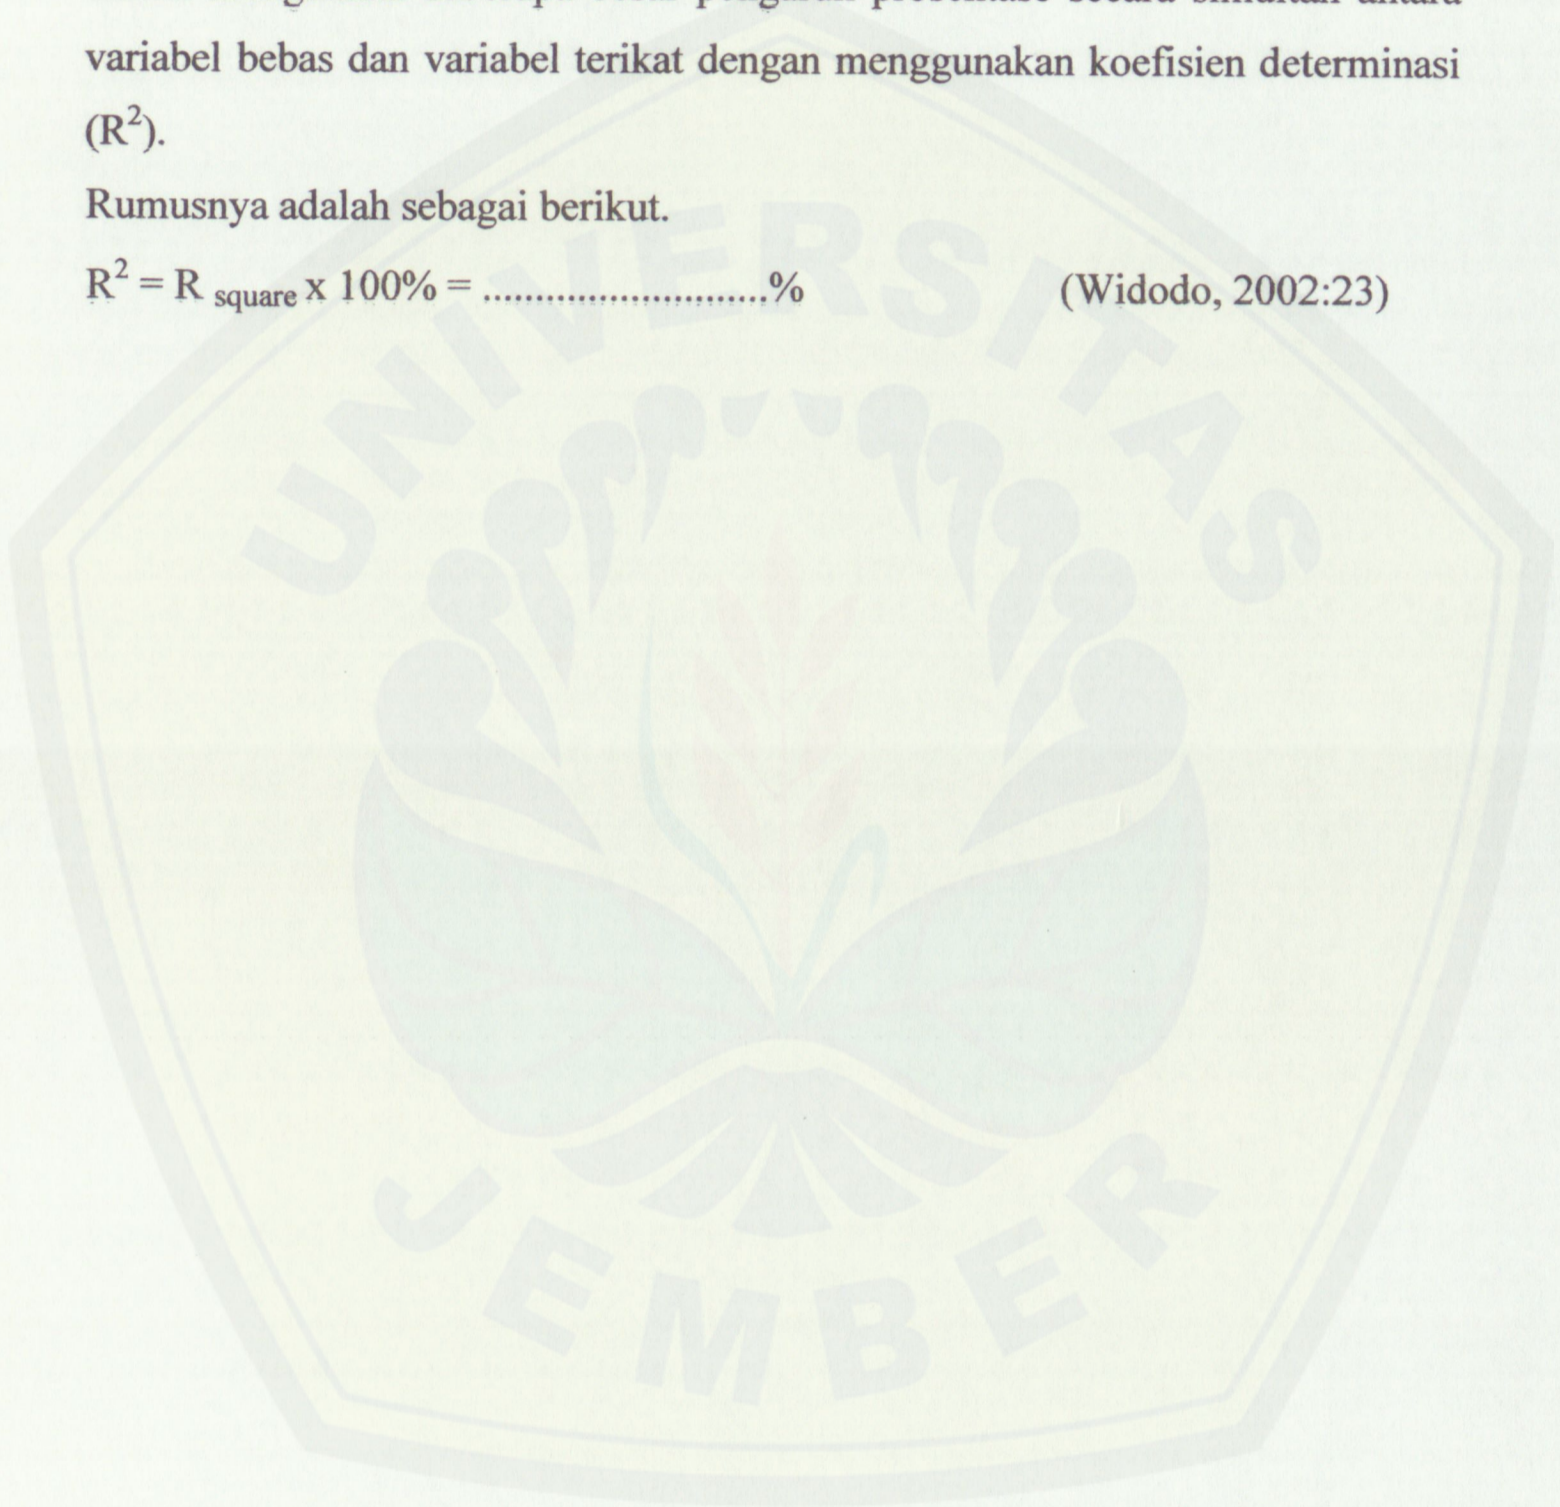 variabel bebas dan variabel terikat dengan menggunakan koefisien determinasi
(R²).
Rumusnya adalah sebagai berikut.
R² = R square x 100% = ...........................% (Widodo, 2002:23)
UNIVERSITAS
JEMBER